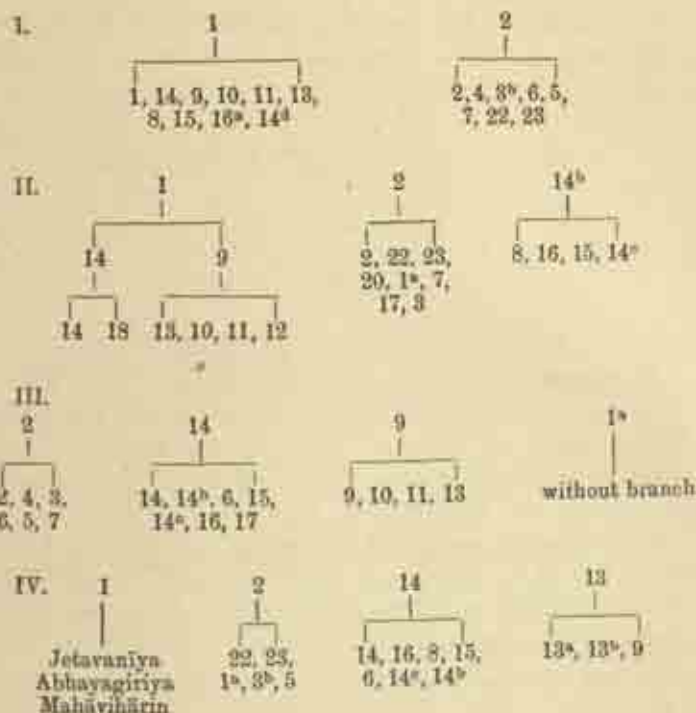 I.
1 2
1, 14, 9, 10, 11, 13, 2, 4, 3ᵇ, 6, 5,
8, 15, 16ᵃ, 14ᵈ 7, 22, 23
II. 1 2 14ᵇ
14 9 2, 22, 23, 8, 16, 15, 14ᶜ
20, 1ᵃ, 7,
17, 3
14 18 13, 10, 11, 12
III.
2 14 9 1ᵃ
2, 4, 3, 14, 14ᵇ, 6, 15, 9, 10, 11, 13 without branch
6, 5, 7 14ᵃ, 16, 17
IV. 1 2 14 13
Jetavanīya 22, 23, 14, 16, 8, 15, 13ᵃ, 13ᵇ, 9
Abhayagiriya 1ᵃ, 3ᵇ, 5 6, 14ᶜ, 14ᵇ
Mahāvihārin